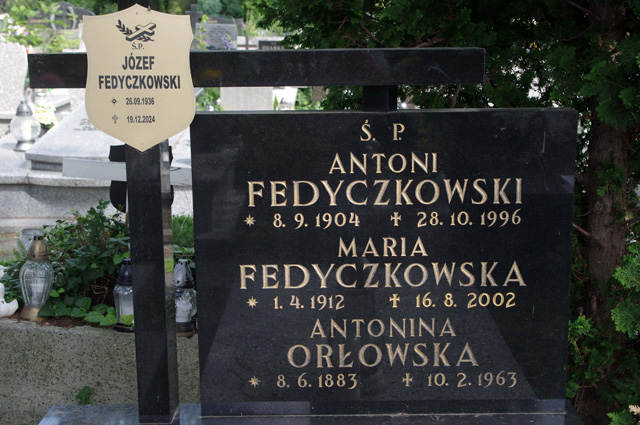 Ś.P.
JÓZEF
FEDYCZKOWSKI
✳ 26.09.1936
✝ 19.12.2024
Ś. P.
ANTONI
FEDYCZKOWSKI
✳ 8.9.1904 ✝ 28.10.1996
MARIA
FEDYCZKOWSKA
✳ 1.4.1912 ✝ 16.8.2002
ANTONINA
ORŁOWSKA
✳ 8.6.1883 ✝ 10.2.1963